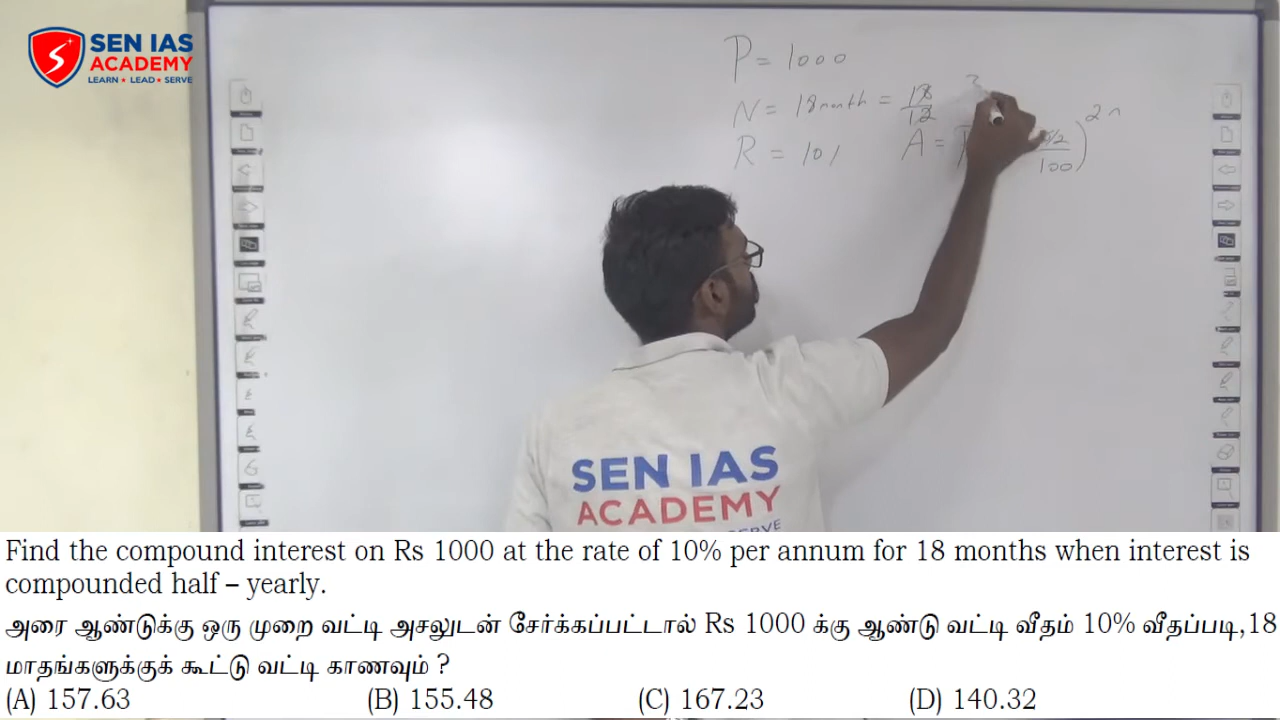 SEN IAS
ACADEMY
LEARN ★ LEAD ★ SERVE
P = 1000
N = 18 month = 18/12
R = 10%
A =
100) 2n
SEN IAS
ACADEMY
SERVE
Find the compound interest on Rs 1000 at the rate of 10% per annum for 18 months when interest is
compounded half – yearly.
அரை ஆண்டுக்கு ஒரு முறை வட்டி அசலுடன் சேர்க்கப்பட்டால் Rs 1000 க்கு ஆண்டு வட்டி வீதம் 10% வீதப்படி,18
மாதங்களுக்குக் கூட்டு வட்டி காணவும் ?
(A) 157.63 (B) 155.48 (C) 167.23 (D) 140.32